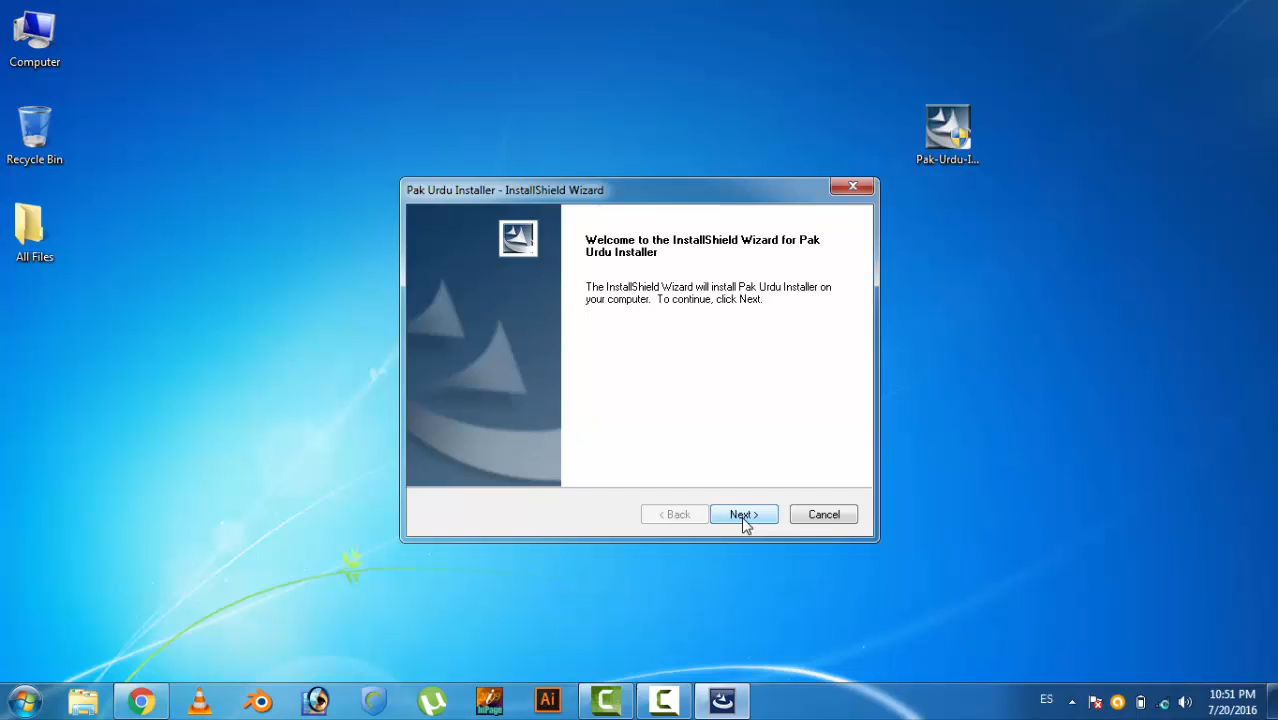 Computer
Recycle Bin
All Files
Pak-Urdu-I...
Pak Urdu Installer - InstallShield Wizard
Welcome to the InstallShield Wizard for Pak
Urdu Installer
The InstallShield Wizard will install Pak Urdu Installer on
your computer. To continue, click Next.
< Back
Next >
Cancel
Ai
InPage
ES
10:51 PM
7/20/2016